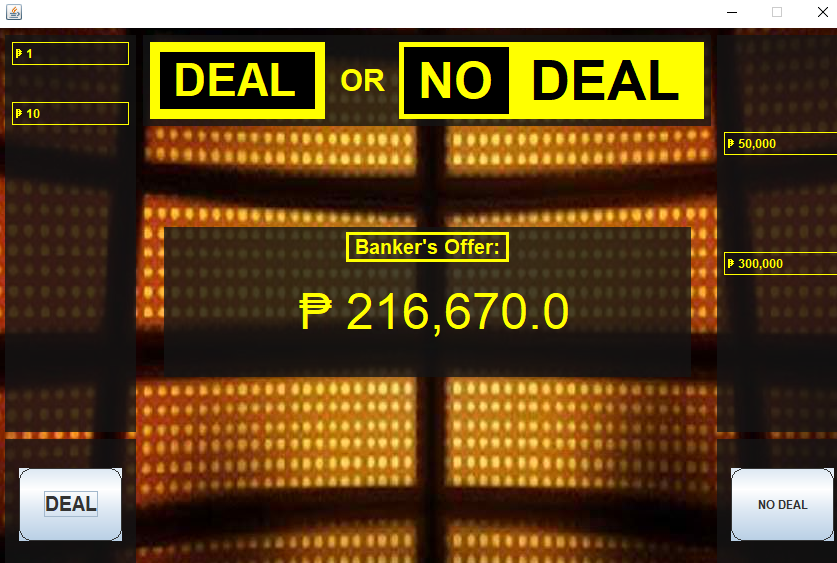 ₱ 1
₱ 10
DEAL OR NO DEAL
₱ 50,000
₱ 300,000
Banker's Offer:
₱ 216,670.0
DEAL
NO DEAL